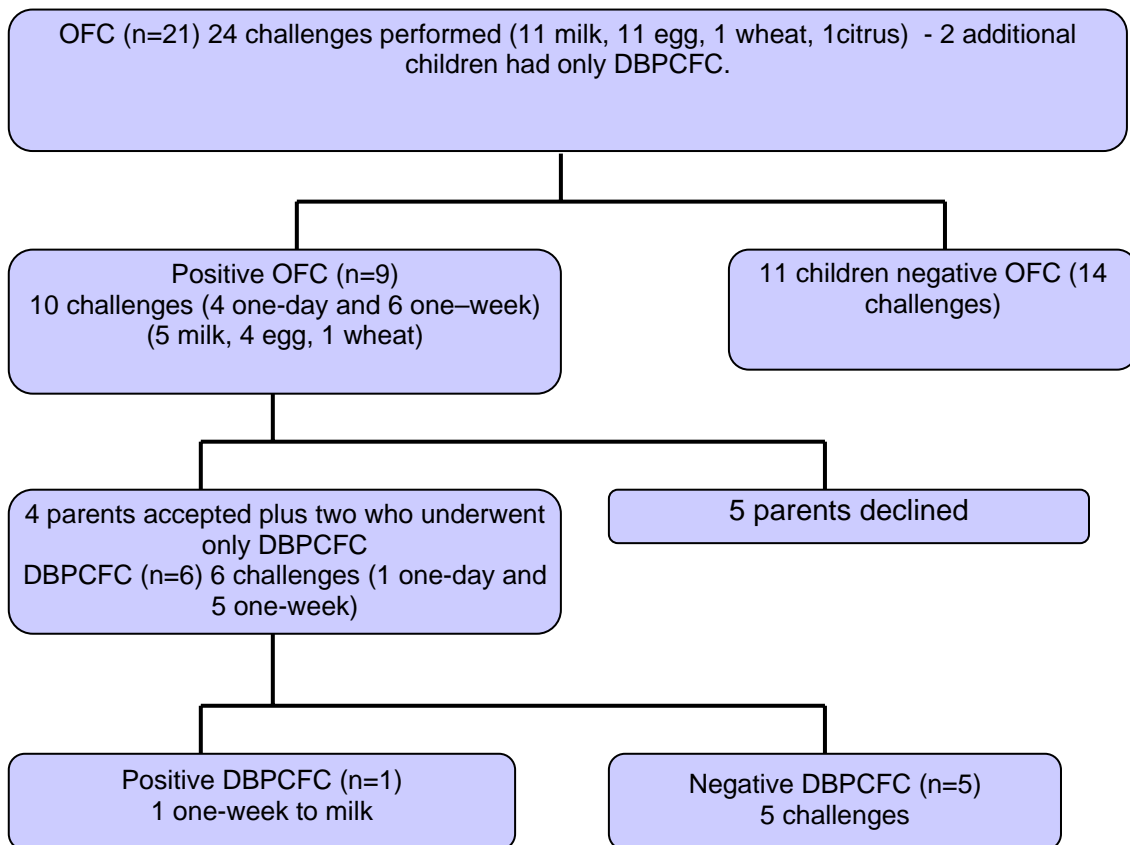 OFC (n=21) 24 challenges performed (11 milk, 11 egg, 1 wheat, 1citrus)  - 2 additional
children had only DBPCFC.
Positive OFC (n=9)
10 challenges (4 one-day and 6 one–week)
(5 milk, 4 egg, 1 wheat)
11 children negative OFC (14
challenges)
4 parents accepted plus two who underwent
only DBPCFC
DBPCFC (n=6) 6 challenges (1 one-day and
5 one-week)
5 parents declined
Positive DBPCFC (n=1)
1 one-week to milk
Negative DBPCFC (n=5)
5 challenges